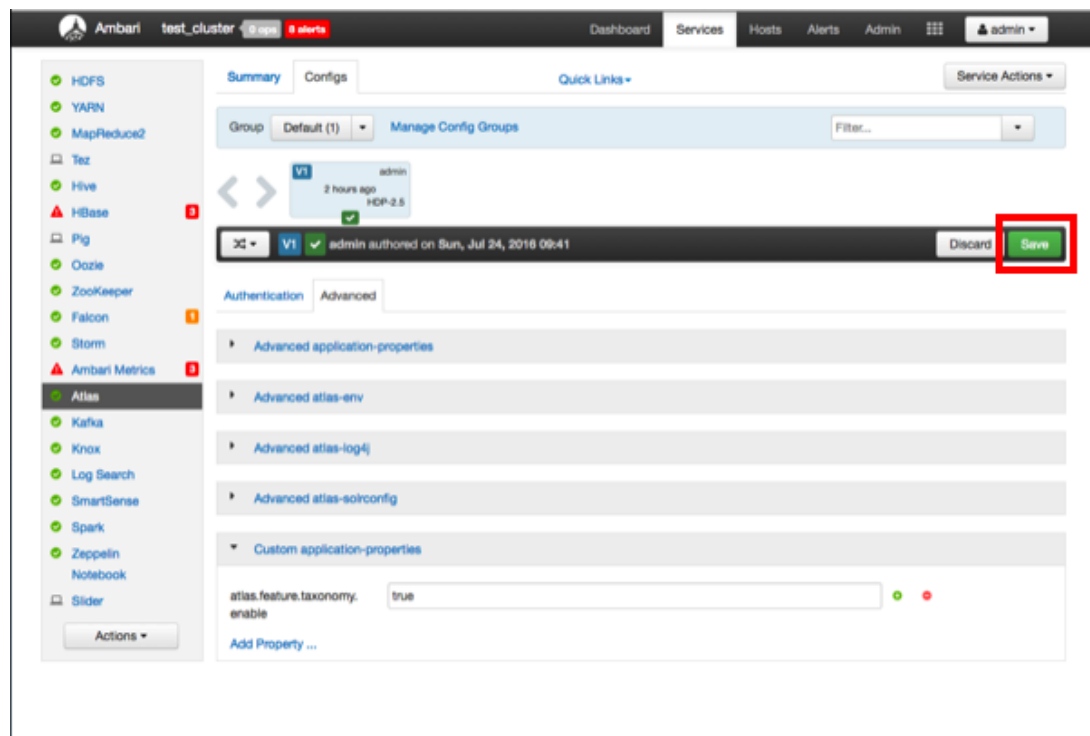 Ambari test_cluster 0 ops 8 alerts Dashboard Services Hosts Alerts Admin admin
HDFS
YARN
MapReduce2
Tez
Hive
HBase 3
Pig
Oozie
ZooKeeper
Falcon 1
Storm
Ambari Metrics 3
Atlas
Kafka
Knox
Log Search
SmartSense
Spark
Zeppelin
Notebook
Slider
Actions
Summary Configs Quick Links Service Actions
Group Default (1) Manage Config Groups Filter...
V1 admin
2 hours ago
HDP-2.5
V1 admin authored on Sun, Jul 24, 2016 09:41 Discard Save
Authentication Advanced
Advanced application-properties
Advanced atlas-env
Advanced atlas-log4j
Advanced atlas-solrconfig
Custom application-properties
atlas.feature.taxonomy. true
enable
Add Property ...